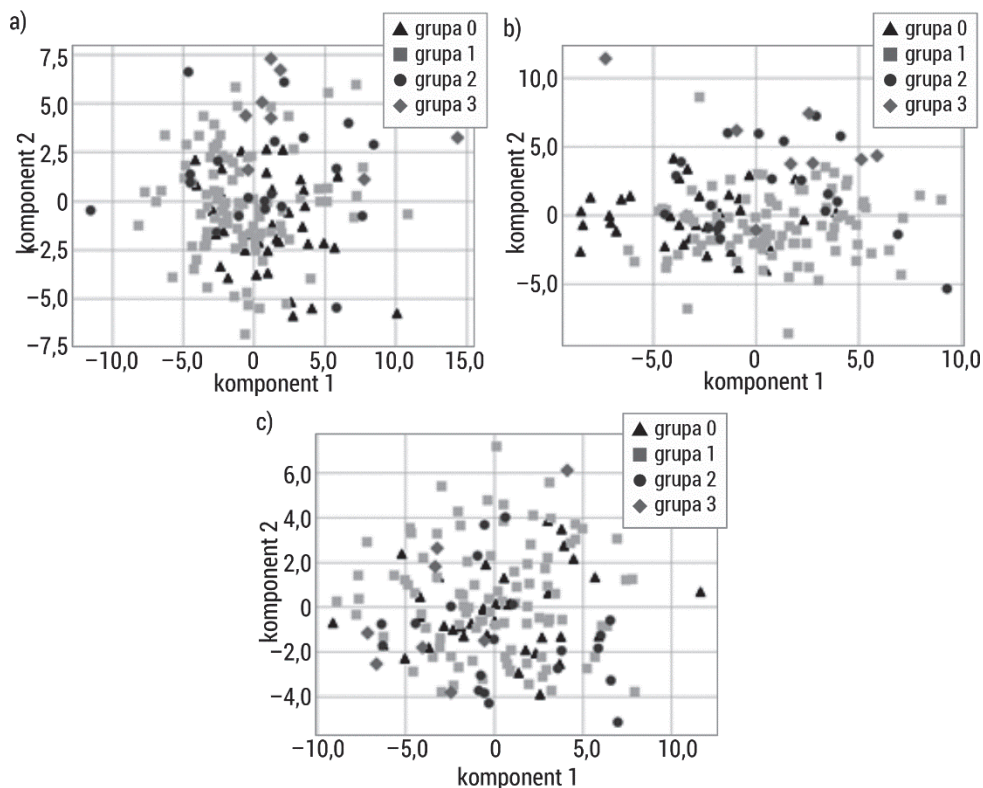 a)
grupa 0
grupa 1
grupa 2
grupa 3
komponent 2
7,5
5,0
2,5
0
−2,5
−5,0
−7,5
−10,0 −5,0 0 5,0 10,0 15,0
komponent 1
b)
grupa 0
grupa 1
grupa 2
grupa 3
komponent 2
10,0
5,0
0
−5,0
−5,0 0 5,0 10,0
komponent 1
c)
grupa 0
grupa 1
grupa 2
grupa 3
komponent 2
6,0
4,0
2,0
0
−2,0
−4,0
−10,0 −5,0 0 5,0 10,0
komponent 1